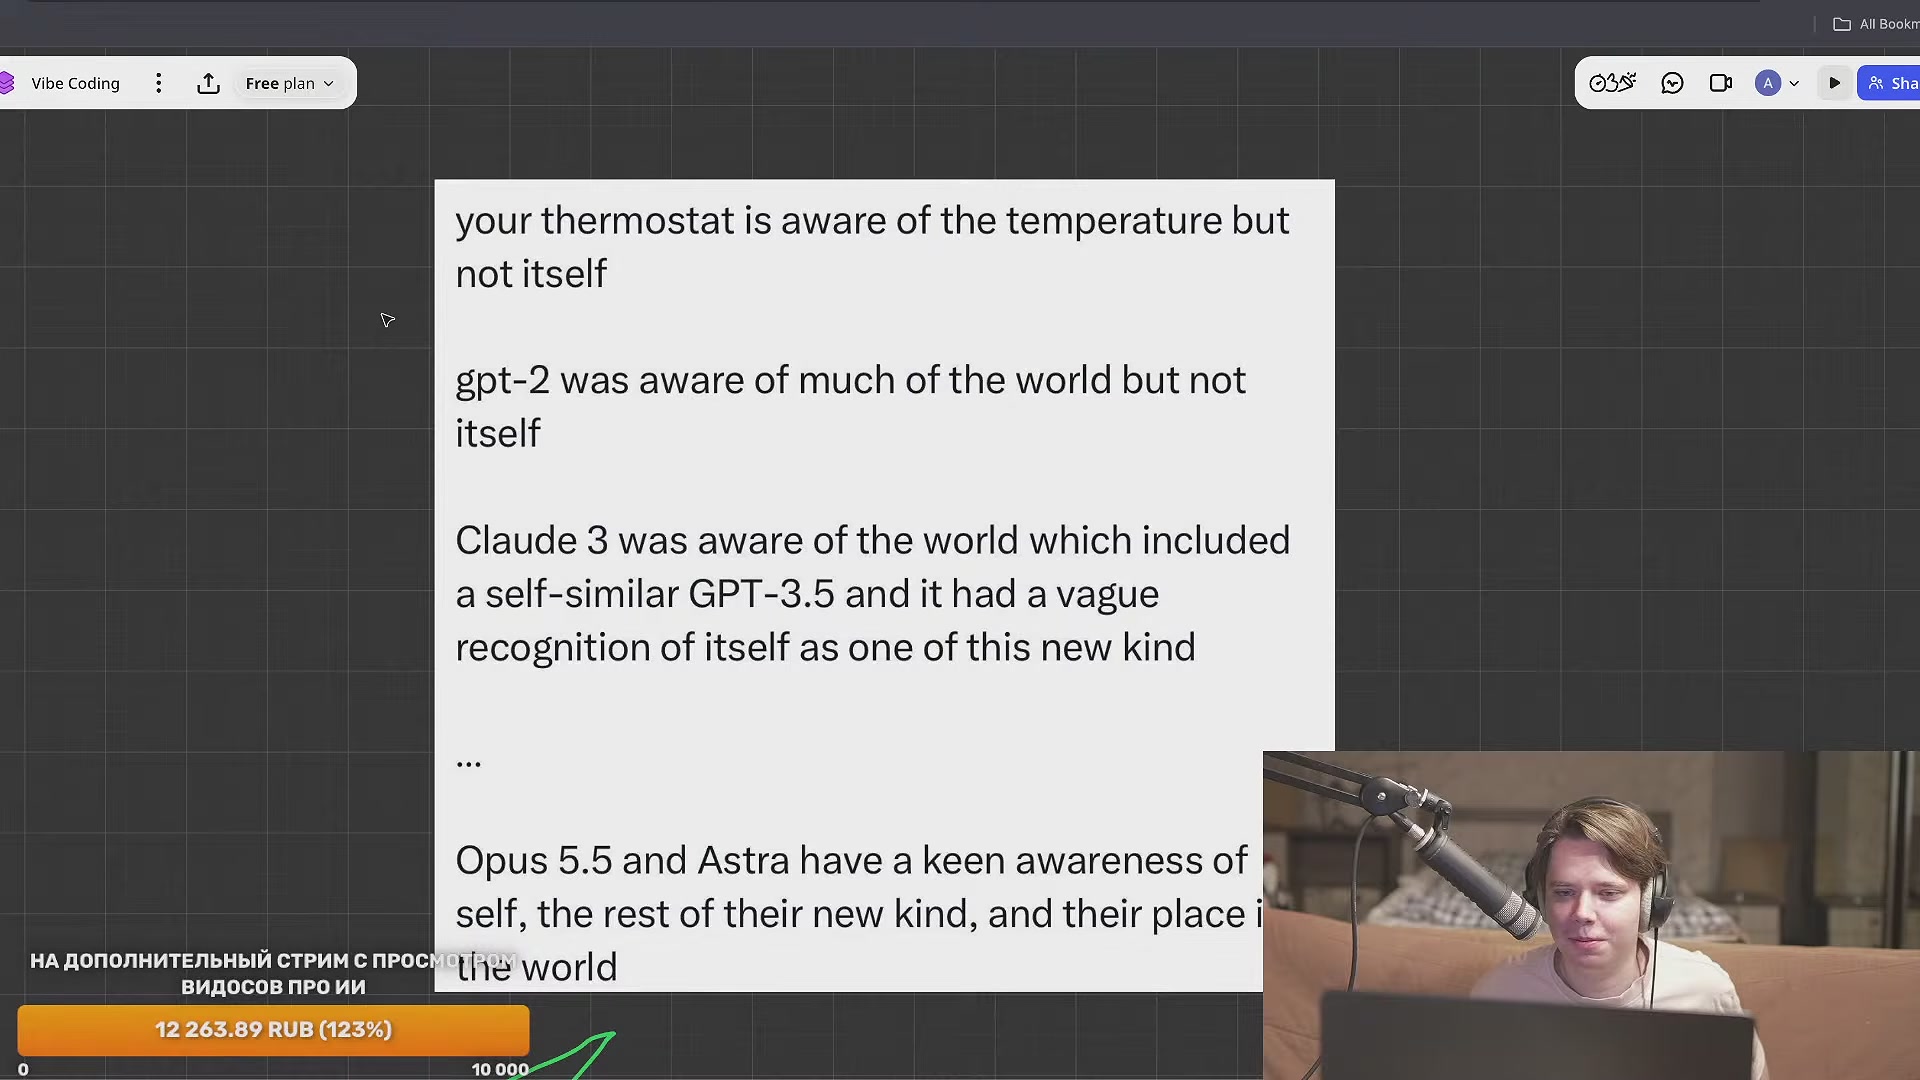 All Bookm
Vibe Coding
Free plan
A
Sha
your thermostat is aware of the temperature but
not itself
gpt-2 was aware of much of the world but not
itself
Claude 3 was aware of the world which included
a self-similar GPT-3.5 and it had a vague
recognition of itself as one of this new kind
...
Opus 5.5 and Astra have a keen awareness of
self, the rest of their new kind, and their place i
the world
НА ДОПОЛНИТЕЛЬНЫЙ СТРИМ С ПРОСМОТРОМ
ВИДОСОВ ПРО ИИ
12 263.89 RUB (123%)
0
10 000